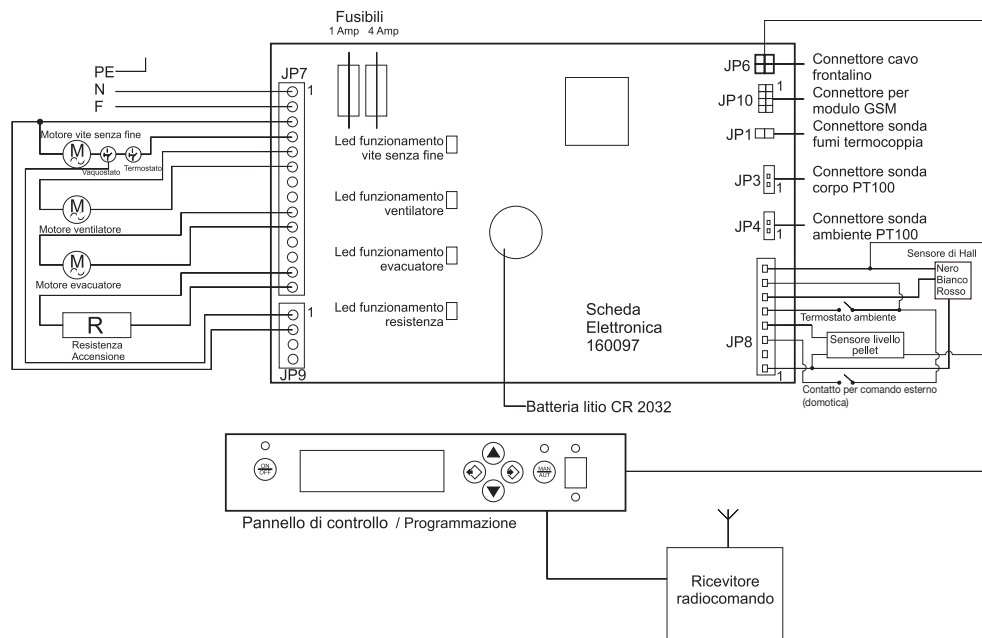 Fusibili
1 Amp 4 Amp
PE
N
F
JP7
1
Motore vite senza fine
M
Vaquostato
Termostato
M
Motore ventilatore
M
Motore evacuatore
R
Resistenza
Accensione
1
JP9
Led funzionamento
vite senza fine
Led funzionamento
ventilatore
Led funzionamento
evacuatore
Led funzionamento
resistenza
Scheda
Elettronica
160097
Batteria litio CR 2032
JP6
Connettore cavo
frontalino
JP10
1
Connettore per
modulo GSM
JP1
Connettore sonda
fumi termocoppia
JP3
1
Connettore sonda
corpo PT100
JP4
1
Connettore sonda
ambiente PT100
Sensore di Hall
Nero
Bianco
Rosso
Termostato ambiente
JP8
Sensore livello
pellet
1
Contatto per comando esterno
(domotica)
ON
OFF
MAN
AUT
Pannello di controllo / Programmazione
Ricevitore
radiocomando